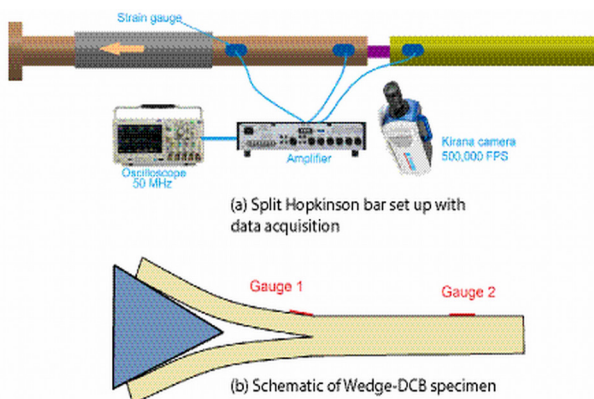 Strain gauge
Oscilloscope
50 MHz
Amplifier
Kirana camera
500,000 FPS
(a) Split Hopkinson bar set up with
data acquisition
Gauge 1
Gauge 2
(b) Schematic of Wedge-DCB specimen